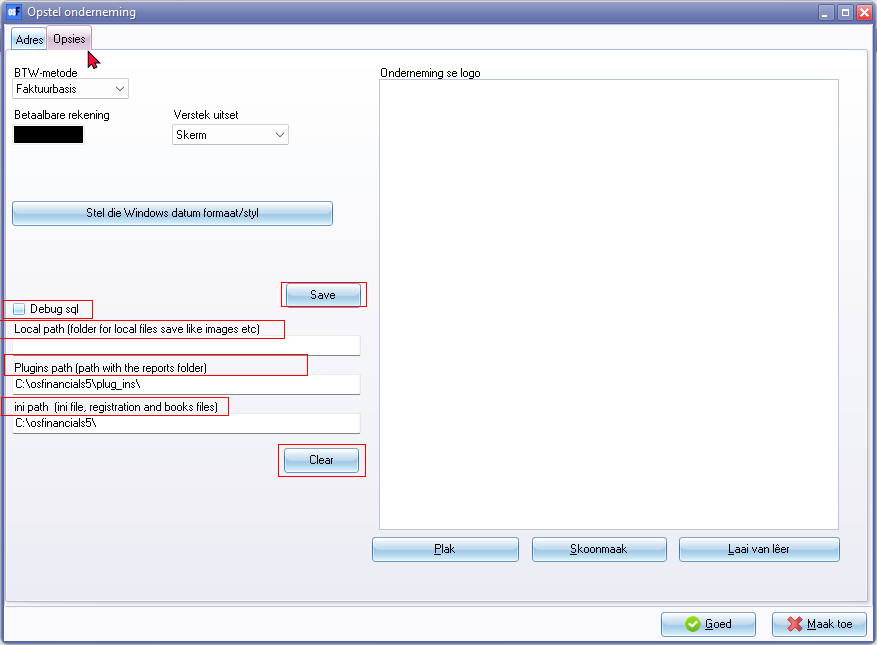 Opstel onderneming
Adres
Opsies
BTW-metode
Faktuurbasis
Betaalbare rekening
Verstek uitset
Skerm
Stel die Windows datum formaat/styl
Save
Debug sql
Local path (folder for local files save like images etc)
Plugins path (path with the reports folder)
C:\osfinancials5\plug_ins\
ini path  (ini file, registration and books files)
C:\osfinancials5\
Clear
Onderneming se logo
Plak
Skoonmaak
Laai van lêer
Goed
Maak toe